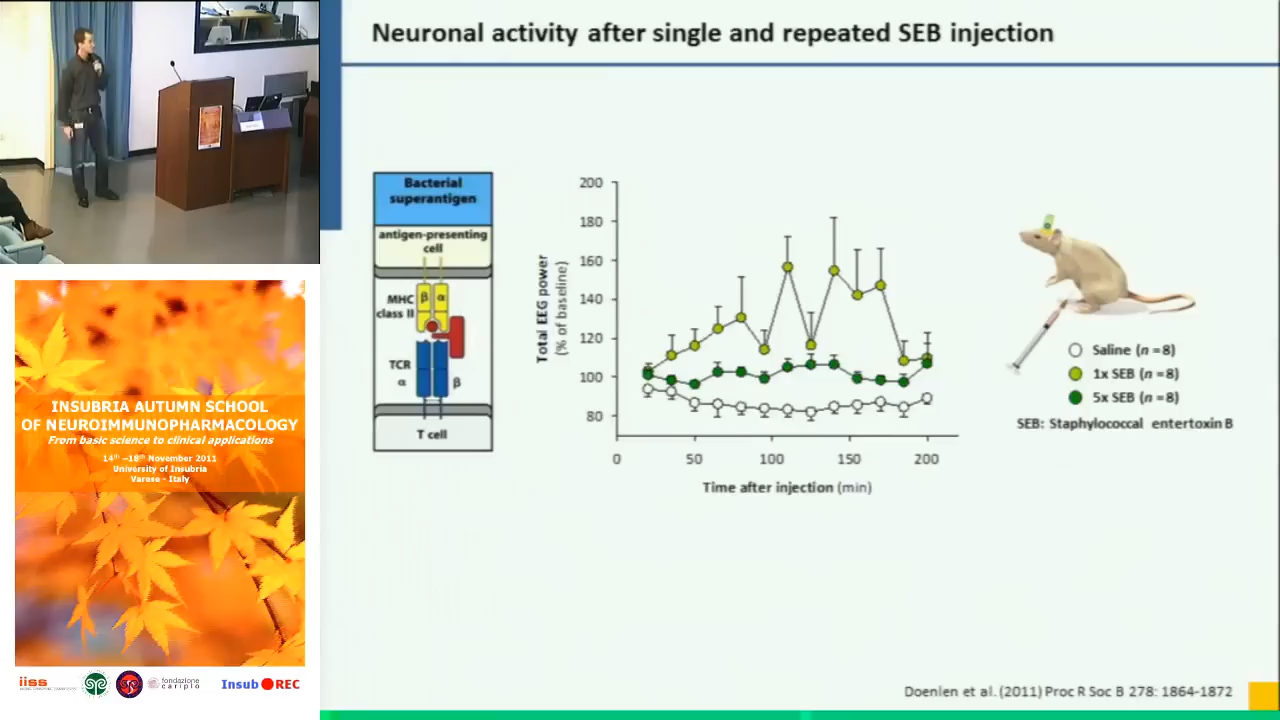 Neuronal activity after single and repeated SEB injection
Bacterial
superantigen
antigen-presenting
cell
MHC
class II
β α
TCR
α β
T cell
Total EEG power
(% of baseline)
200
180
160
140
120
100
80
0 50 100 150 200
Time after injection (min)
Saline (n =8)
1x SEB (n =8)
5x SEB (n =8)
SEB: Staphylococcal entertoxin B
Doenlen et al. (2011) Proc R Soc B 278: 1864-1872
INSUBRIA AUTUMN SCHOOL
OF NEUROIMMUNOPHARMACOLOGY
From basic science to clinical applications
14th –18th November 2011
University of Insubria
Varese - Italy
iiss
fondazione
cariplo
Insub REC